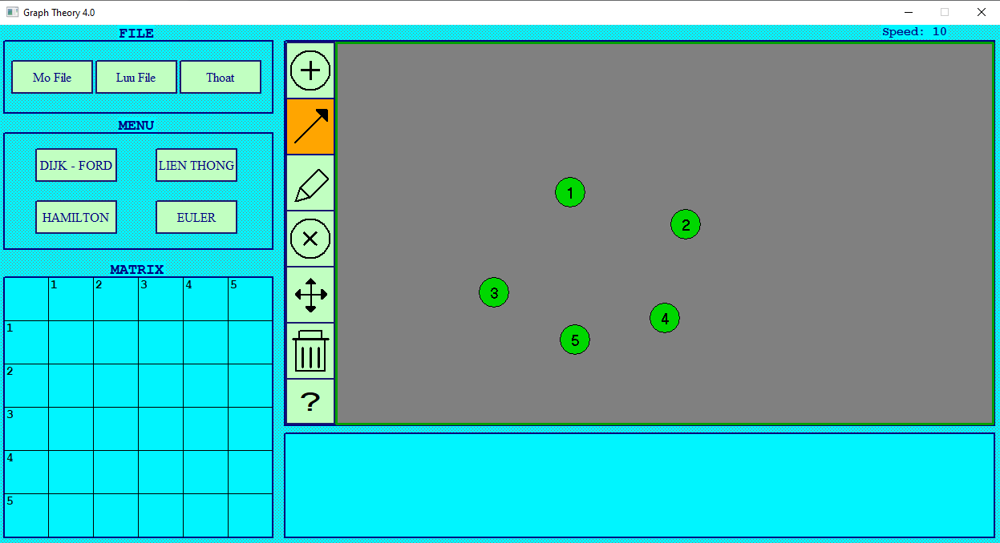 Graph Theory 4.0
Speed: 10
FILE
Mo File Luu File Thoat
MENU
DIJK - FORD LIEN THONG
HAMILTON EULER
MATRIX
1 2 3 4 5
1
2
3
4
5
?
1
2
3
4
5